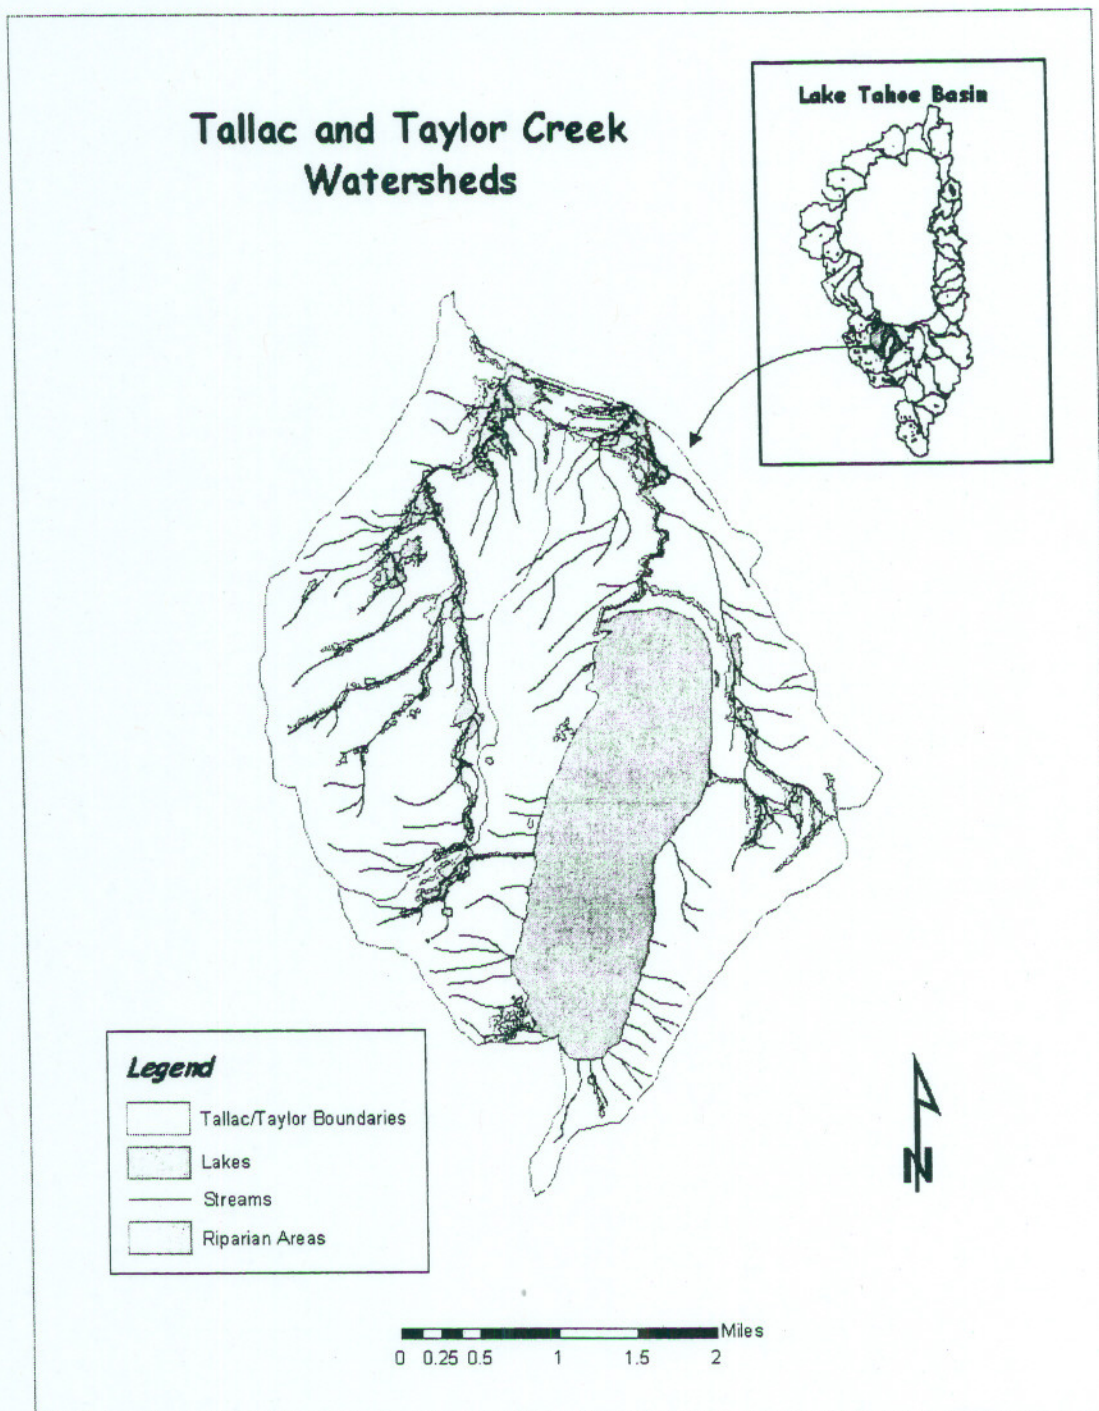 Tallac and Taylor Creek
Watersheds
Lake Tahoe Basin
Legend
Tallac/Taylor Boundaries
Lakes
Streams
Riparian Areas
N
Miles
0 0.25 0.5 1 1.5 2